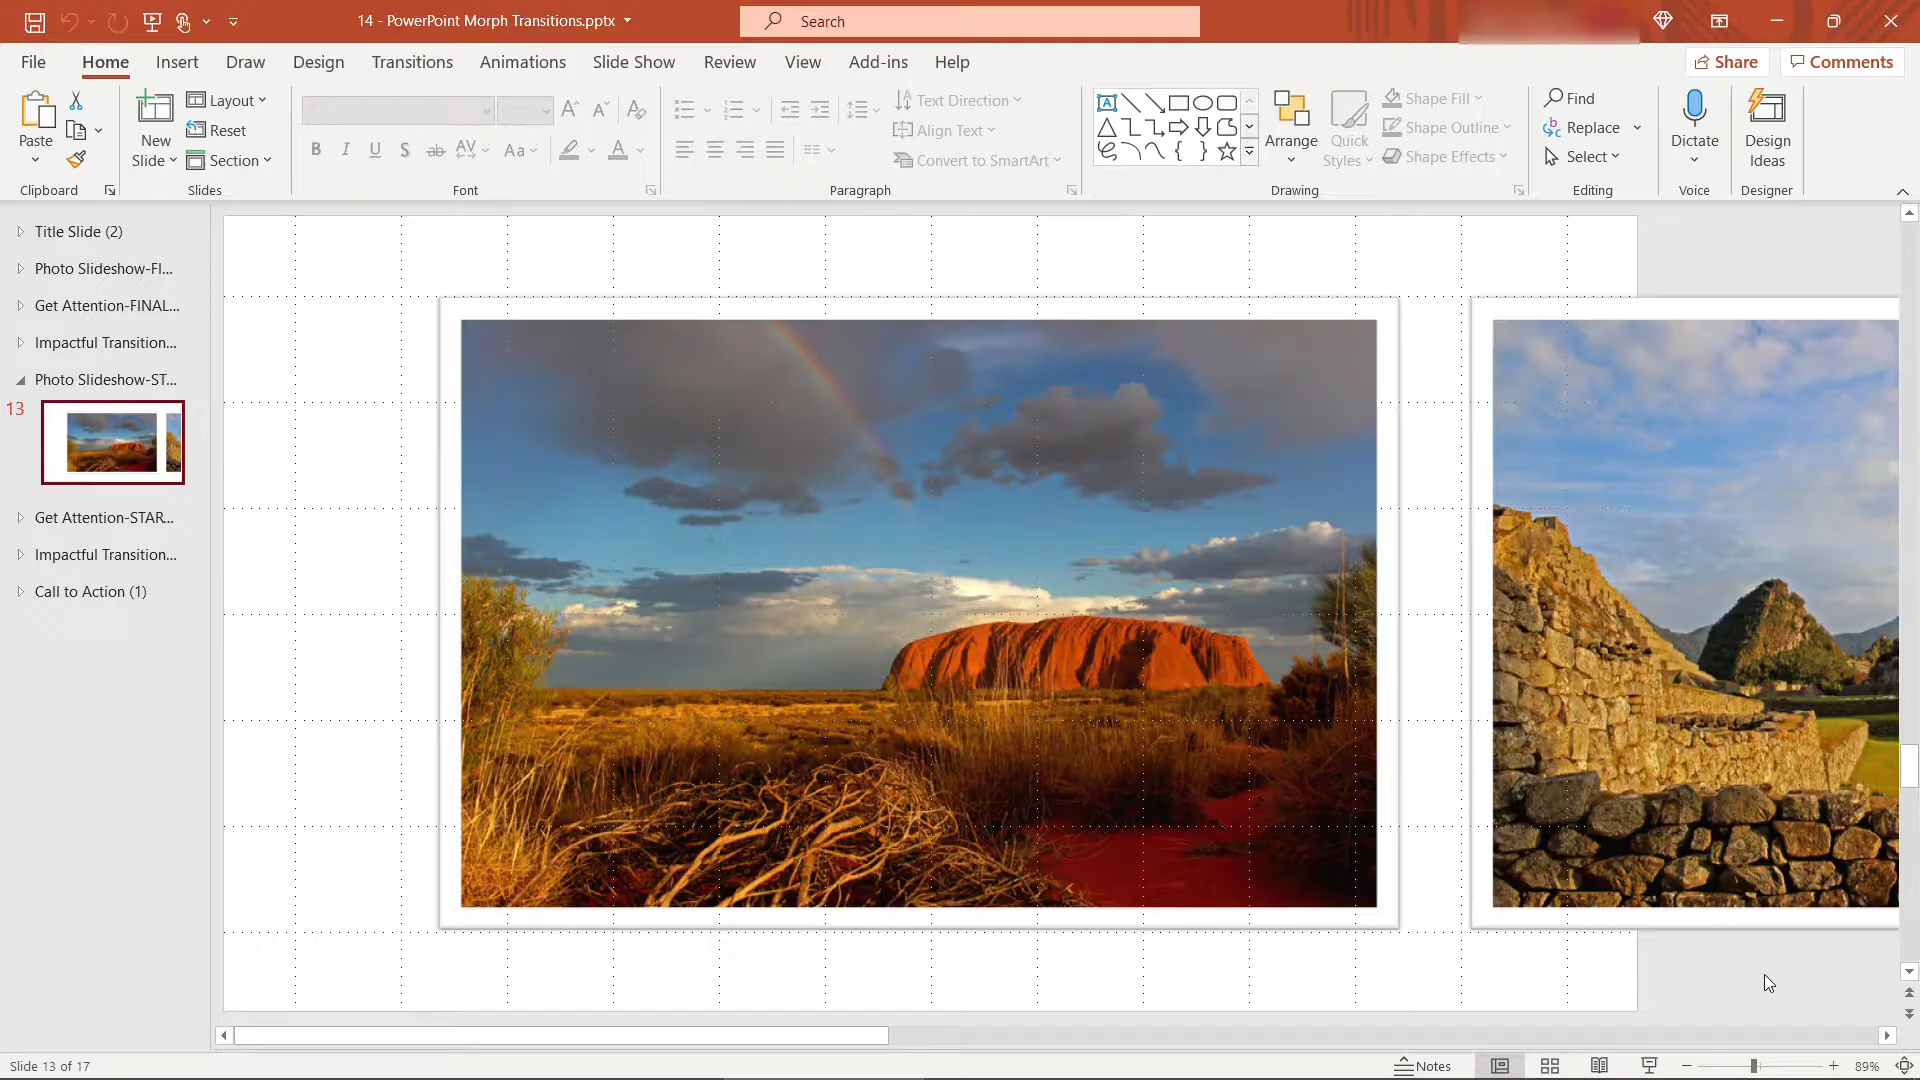 14 - PowerPoint Morph Transitions.pptx
Search
File
Home
Insert
Draw
Design
Transitions
Animations
Slide Show
Review
View
Add-ins
Help
Share
Comments
Paste
New
Slide
Layout
Reset
Section
B I U S ab AV Aa A
Text Direction
Align Text
Convert to SmartArt
Arrange
Quick
Styles
Shape Fill
Shape Outline
Shape Effects
Find
Replace
Select
Dictate
Design
Ideas
Clipboard
Slides
Font
Paragraph
Drawing
Editing
Voice
Designer
Title Slide (2)
Photo Slideshow-FI...
Get Attention-FINAL...
Impactful Transition...
Photo Slideshow-ST...
13
Get Attention-STAR...
Impactful Transition...
Call to Action (1)
Slide 13 of 17
Notes
89%